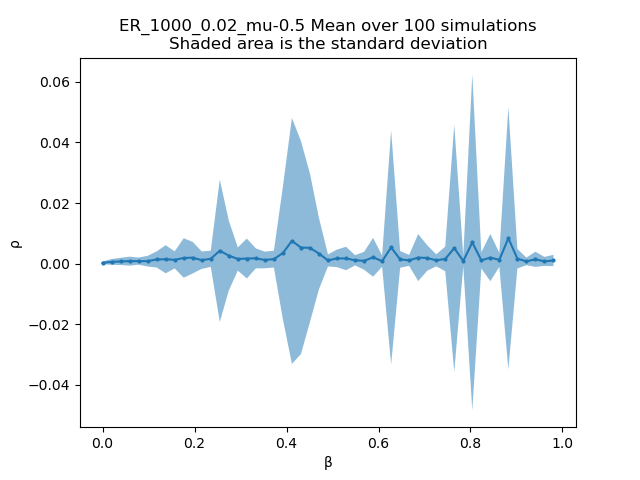 ER_1000_0.02_mu-0.5 Mean over 100 simulations
Shaded area is the standard deviation
0.06
0.04
0.02
0.00
−0.02
−0.04
ρ
0.0 0.2 0.4 0.6 0.8 1.0
β